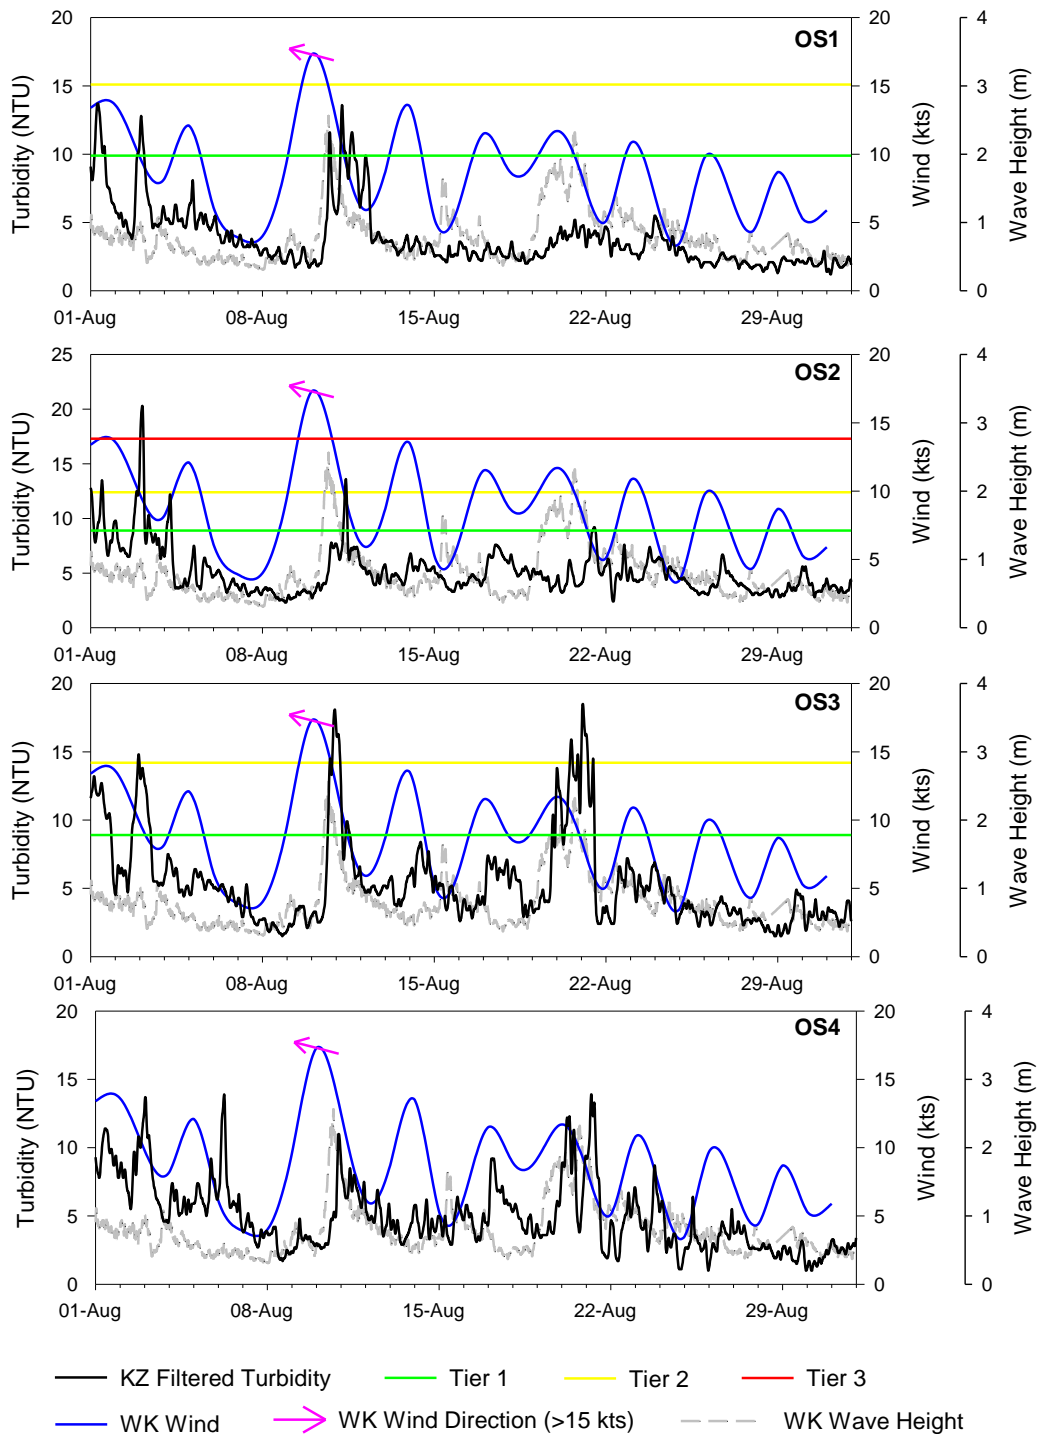 OS1
20
15
10
5
0
Turbidity (NTU)
20
15
10
5
0
Wind (kts)
4
3
2
1
0
Wave Height (m)
01-Aug 08-Aug 15-Aug 22-Aug 29-Aug
OS2
25
20
15
10
5
0
Turbidity (NTU)
20
15
10
5
0
Wind (kts)
4
3
2
1
0
Wave Height (m)
01-Aug 08-Aug 15-Aug 22-Aug 29-Aug
OS3
20
15
10
5
0
Turbidity (NTU)
20
15
10
5
0
Wind (kts)
4
3
2
1
0
Wave Height (m)
01-Aug 08-Aug 15-Aug 22-Aug 29-Aug
OS4
20
15
10
5
0
Turbidity (NTU)
20
15
10
5
0
Wind (kts)
4
3
2
1
0
Wave Height (m)
01-Aug 08-Aug 15-Aug 22-Aug 29-Aug
KZ Filtered Turbidity Tier 1 Tier 2 Tier 3
WK Wind WK Wind Direction (>15 kts) WK Wave Height